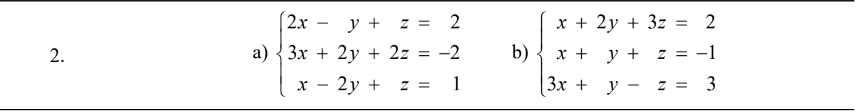 2x − y + z = 2 x + 2y + 3z = 2
2. a) 3x + 2y + 2z = −2 b) x + y + z = −1
x − 2y + z = 1 3x + y − z = 3